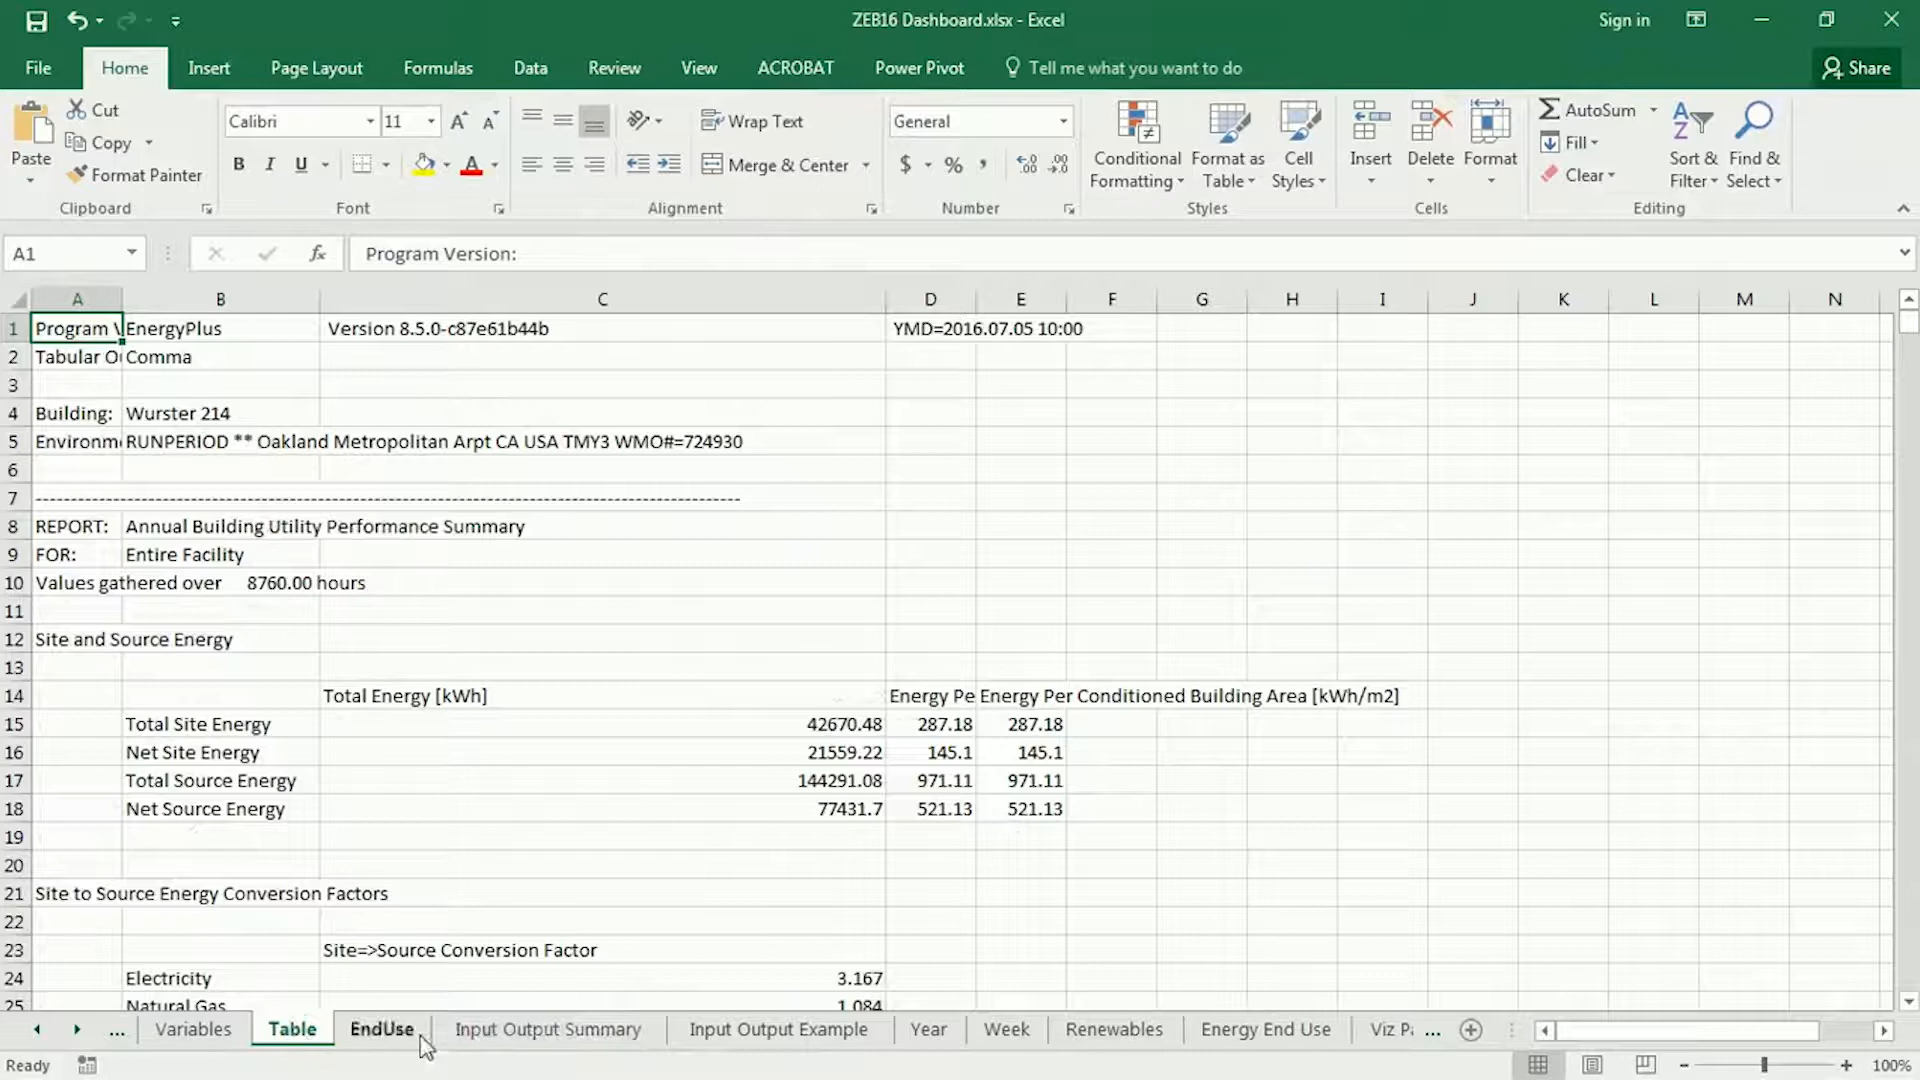 ZEB16 Dashboard.xlsx - Excel
Sign in
File Home Insert Page Layout Formulas Data Review View ACROBAT Power Pivot Tell me what you want to do Share
Paste
Cut
Copy
Format Painter
Clipboard
Calibri 11
B I U
Font
Wrap Text
Merge & Center
Alignment
General
$ % ,
Number
Conditional Formatting
Format as Table
Cell Styles
Styles
Insert Delete Format
Cells
AutoSum
Fill
Clear
Sort & Filter
Find & Select
Editing
A1 fx Program Version:
A B C D E F G H I J K L M N
1 Program V EnergyPlus Version 8.5.0-c87e61b44b YMD=2016.07.05 10:00
2 Tabular O Comma
3
4 Building: Wurster 214
5 Environm RUNPERIOD ** Oakland Metropolitan Arpt CA USA TMY3 WMO#=724930
6
7 ----------------------------------------------------------------------------------------------------
8 REPORT: Annual Building Utility Performance Summary
9 FOR: Entire Facility
10 Values gathered over 8760.00 hours
11
12 Site and Source Energy
13
14 Total Energy [kWh] Energy Pe Energy Per Conditioned Building Area [kWh/m2]
15 Total Site Energy 42670.48 287.18 287.18
16 Net Site Energy 21559.22 145.1 145.1
17 Total Source Energy 144291.08 971.11 971.11
18 Net Source Energy 77431.7 521.13 521.13
19
20
21 Site to Source Energy Conversion Factors
22
23 Site=>Source Conversion Factor
24 Electricity 3.167
25 Natural Gas 1.084
... Variables Table EndUse Input Output Summary Input Output Example Year Week Renewables Energy End Use Viz Pa ...
Ready 100%